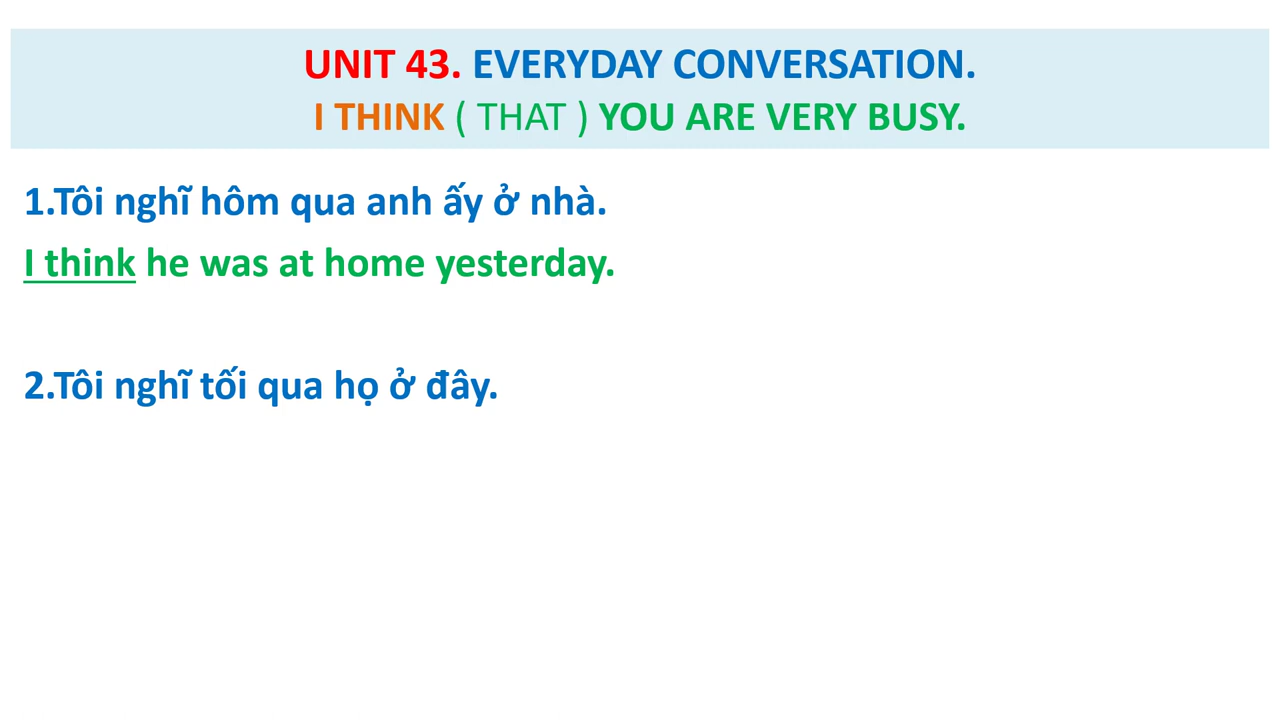 UNIT 43. EVERYDAY CONVERSATION.
I THINK ( THAT ) YOU ARE VERY BUSY.
1.Tôi nghĩ hôm qua anh ấy ở nhà.
I think he was at home yesterday.
2.Tôi nghĩ tối qua họ ở đây.